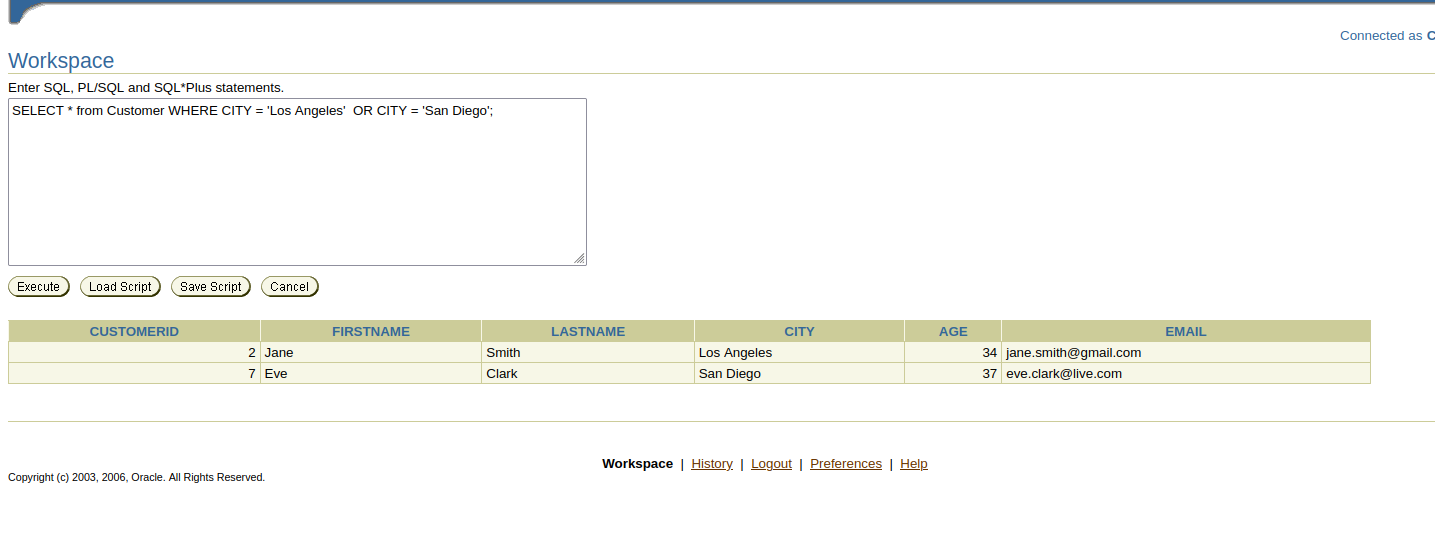 Connected as C
Workspace
Enter SQL, PL/SQL and SQL*Plus statements.
SELECT * from Customer WHERE CITY = 'Los Angeles'  OR CITY = 'San Diego';
Execute Load Script Save Script Cancel
CUSTOMERID FIRSTNAME LASTNAME CITY AGE EMAIL
2 Jane Smith Los Angeles 34 jane.smith@gmail.com
7 Eve Clark San Diego 37 eve.clark@live.com
Workspace | History | Logout | Preferences | Help
Copyright (c) 2003, 2006, Oracle. All Rights Reserved.